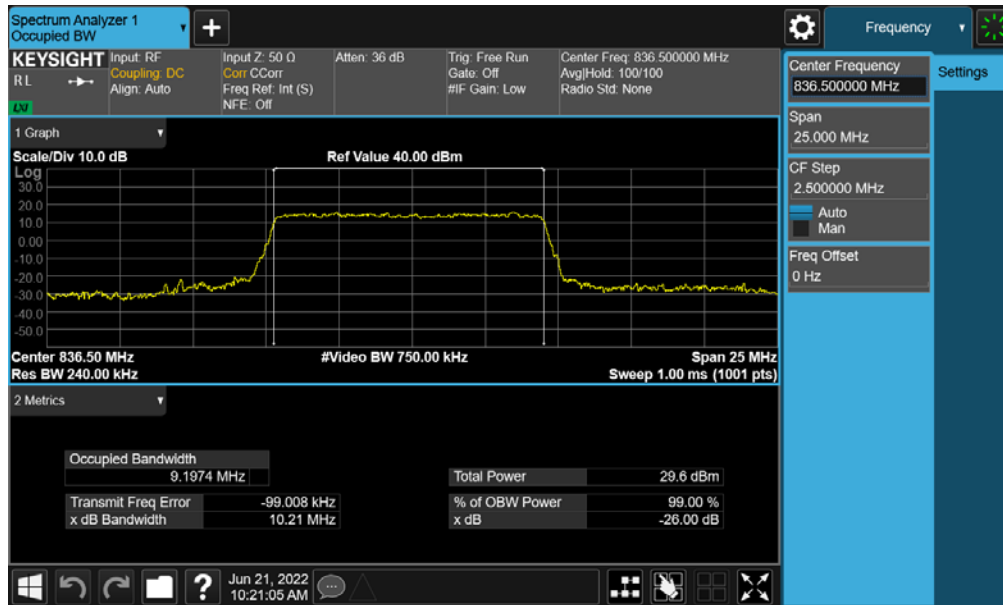 Spectrum Analyzer 1
Occupied BW
+
Frequency
KEYSIGHT
RL
LXI
Input: RF
Coupling: DC
Align: Auto
Input Z: 50 Ω
Corr CCorr
Freq Ref: Int (S)
NFE: Off
Atten: 36 dB
Trig: Free Run
Gate: Off
#IF Gain: Low
Center Freq: 836.500000 MHz
Avg|Hold: 100/100
Radio Std: None
Center Frequency
836.500000 MHz
Settings
Span
25.000 MHz
CF Step
2.500000 MHz
Auto
Man
Freq Offset
0 Hz
1 Graph
Scale/Div 10.0 dB
Ref Value 40.00 dBm
Log
30.0
20.0
10.0
0.00
-10.0
-20.0
-30.0
-40.0
-50.0
Center 836.50 MHz
#Video BW 750.00 kHz
Span 25 MHz
Res BW 240.00 kHz
Sweep 1.00 ms (1001 pts)
2 Metrics
Occupied Bandwidth
9.1974 MHz
Total Power 29.6 dBm
Transmit Freq Error -99.008 kHz
% of OBW Power 99.00 %
x dB Bandwidth 10.21 MHz
x dB -26.00 dB
?
Jun 21, 2022
10:21:05 AM